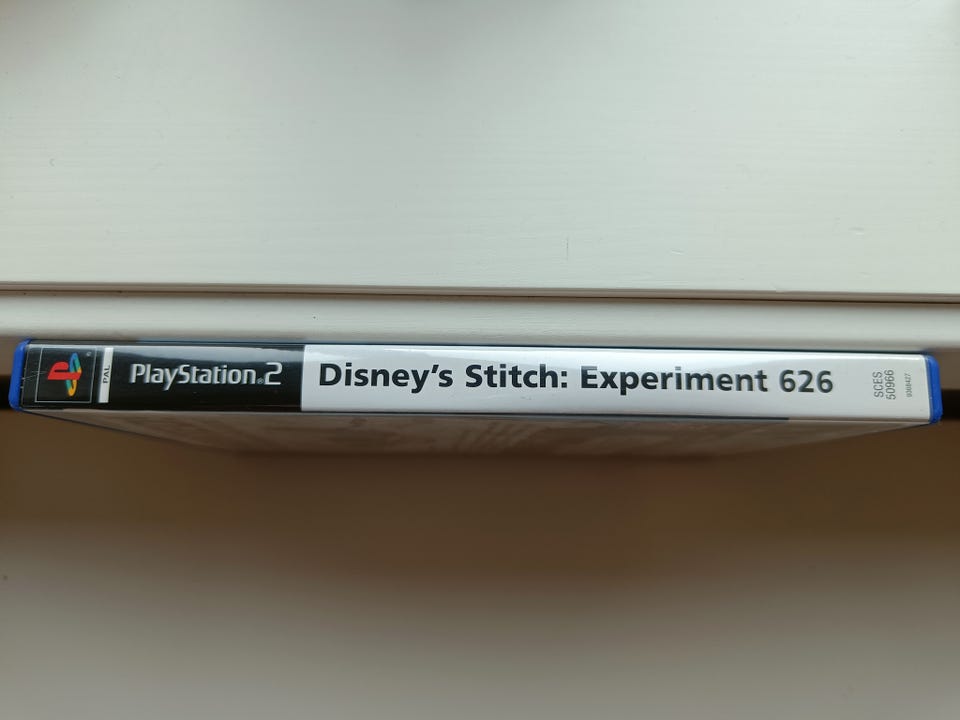 PAL
PlayStation®2
Disney's Stitch: Experiment 626
SCES
50966